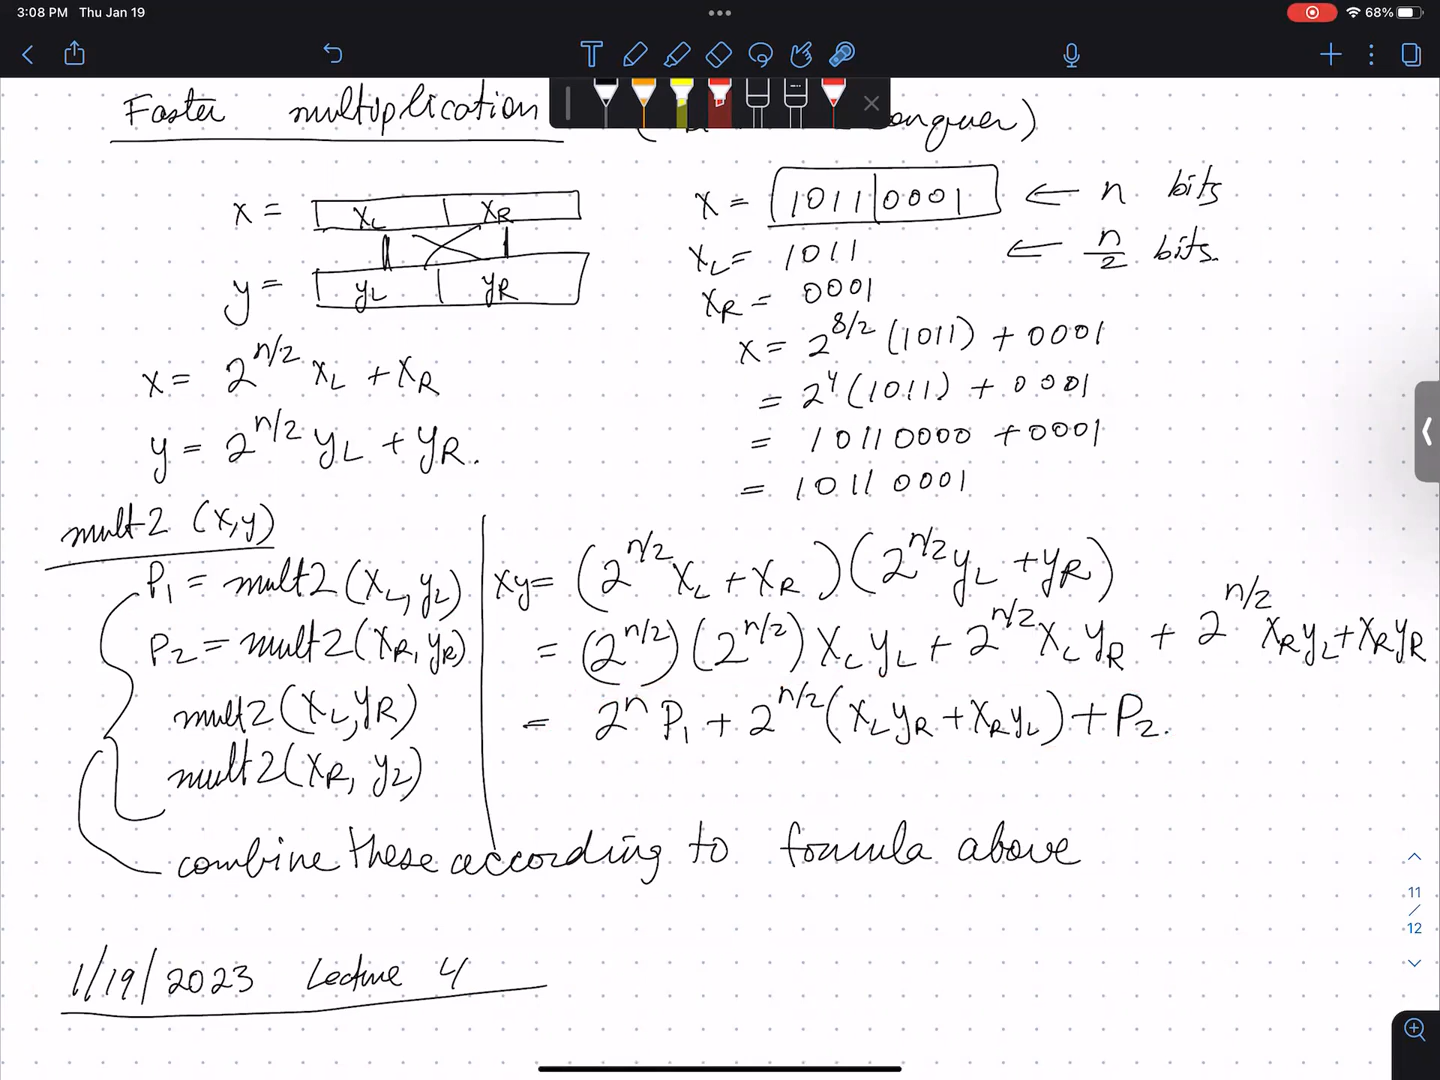 3:08 PM Thu Jan 19
68%
Faster multiplication ( onquer)
x = xL xR
y = yL yR
x = 2^{n/2} xL + xR
y = 2^{n/2} yL + yR.
x = 1011|0001 ← n bits
xL = 1011 ← n/2 bits.
xR = 0001
x = 2^{8/2} (1011) + 0001
= 2^4 (1011) + 0001
= 10110000 + 0001
= 10110001
mult2 (x,y)
P1 = mult2 (xL, yL)
P2 = mult2 (xR, yR)
mult2 (xL, yR)
mult2 (xR, yL)
xy = (2^{n/2} xL + xR) (2^{n/2} yL + yR)
= (2^{n/2}) (2^{n/2}) xL yL + 2^{n/2} xL yR + 2^{n/2} xR yL + xR yR
= 2^n P1 + 2^{n/2} (xL yR + xR yL) + P2.
combine these according to formula above
11
/
12
1/19/2023 Lecture 4